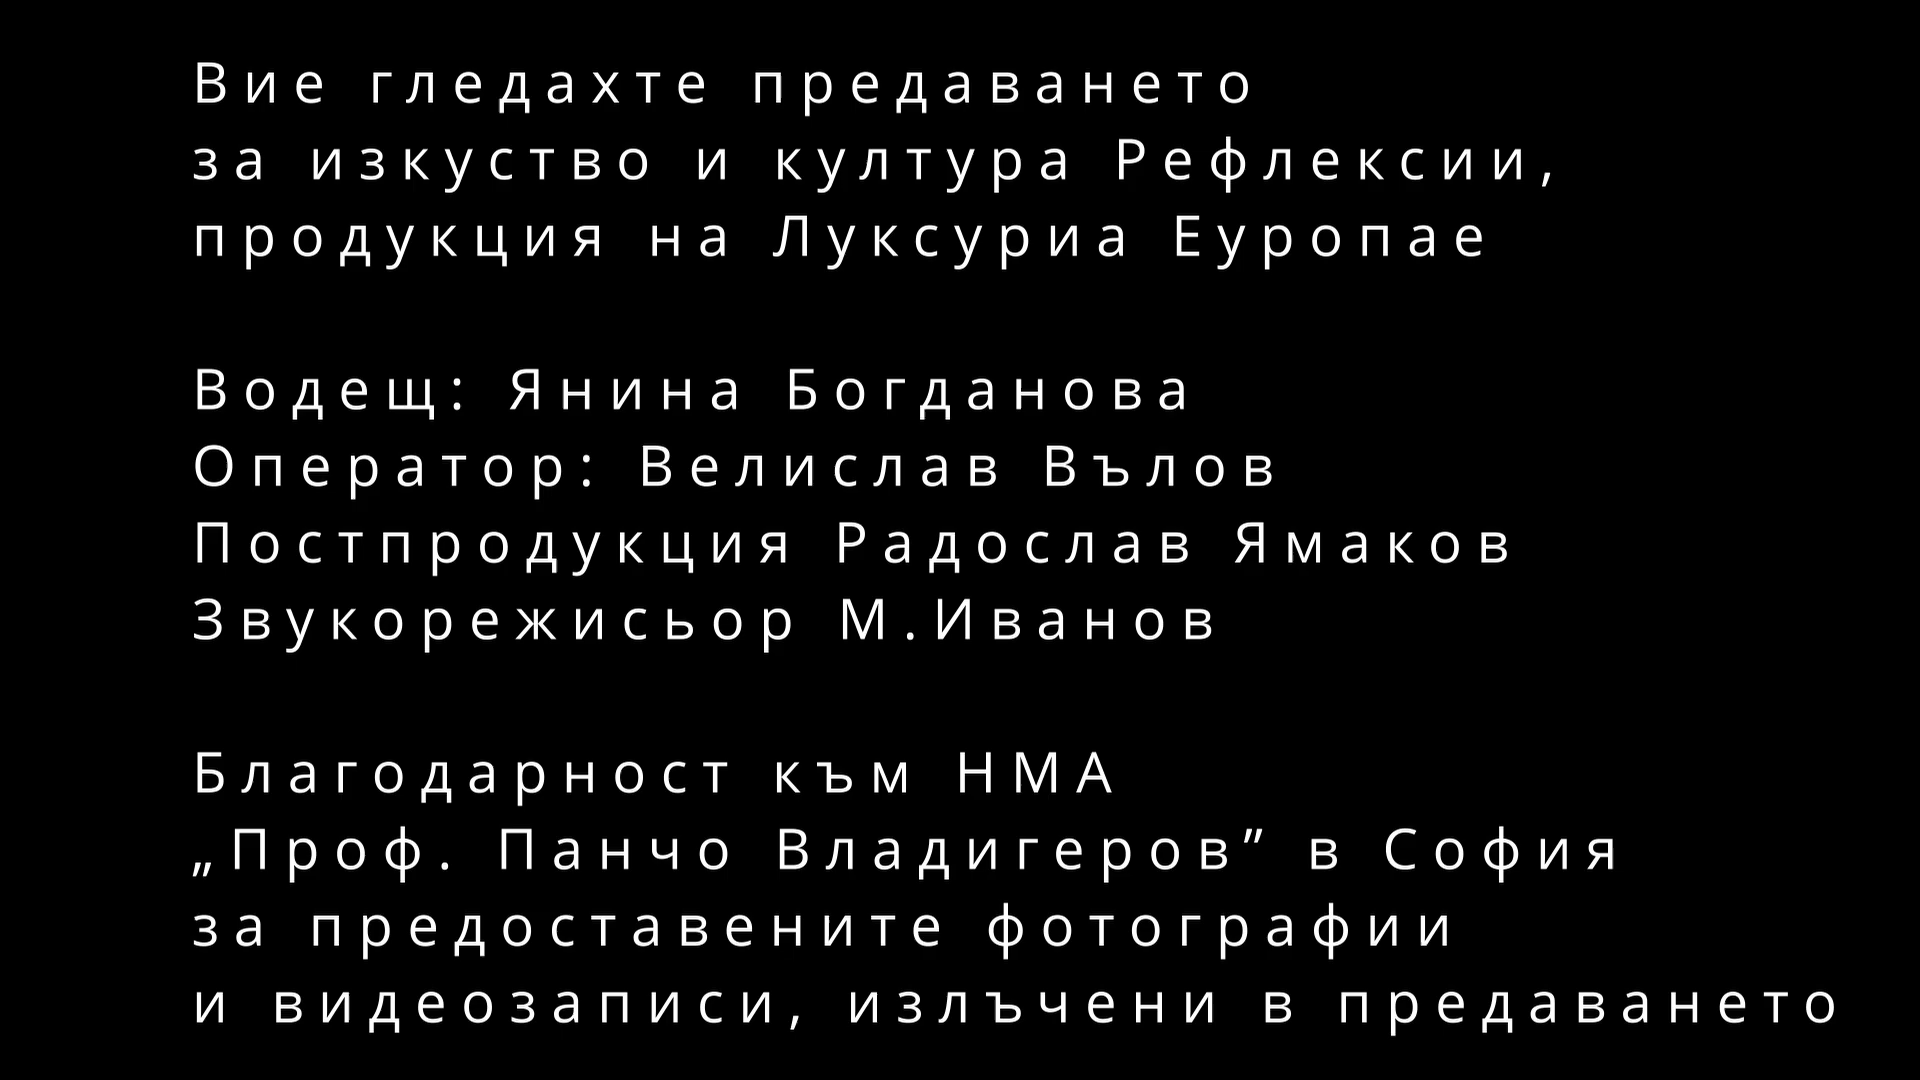 Вие гледахте предаването
за изкуство и култура Рефлексии,
продукция на Луксуриа Еуропае
Водещ: Янина Богданова
Оператор: Велислав Вълов
Постпродукция Радослав Ямаков
Звукорежисьор М.Иванов
Благодарност към НМА
„Проф. Панчо Владигеров” в София
за предоставените фотографии
и видеозаписи, излъчени в предаването